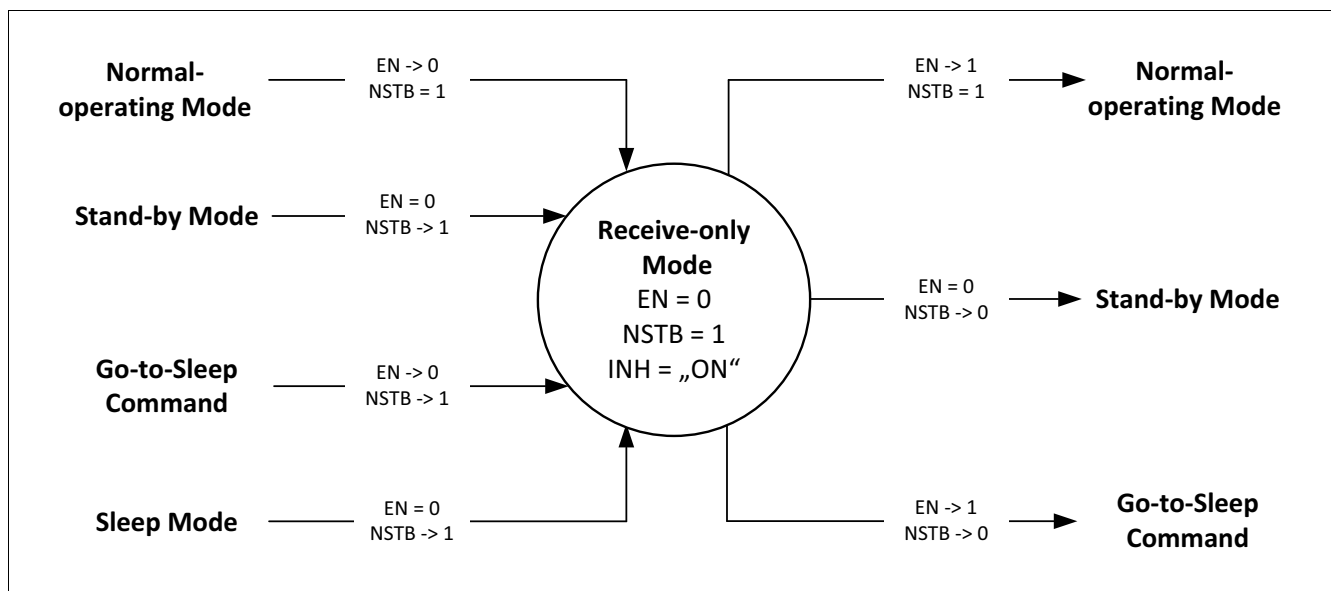 Normal-
operating Mode
EN -> 0
NSTB = 1
Stand-by Mode
EN = 0
NSTB -> 1
Go-to-Sleep
Command
EN -> 0
NSTB -> 1
Sleep Mode
EN = 0
NSTB -> 1
Receive-only
Mode
EN = 0
NSTB = 1
INH = „ON“
EN -> 1
NSTB = 1
Normal-
operating Mode
EN = 0
NSTB -> 0
Stand-by Mode
EN -> 1
NSTB -> 0
Go-to-Sleep
Command